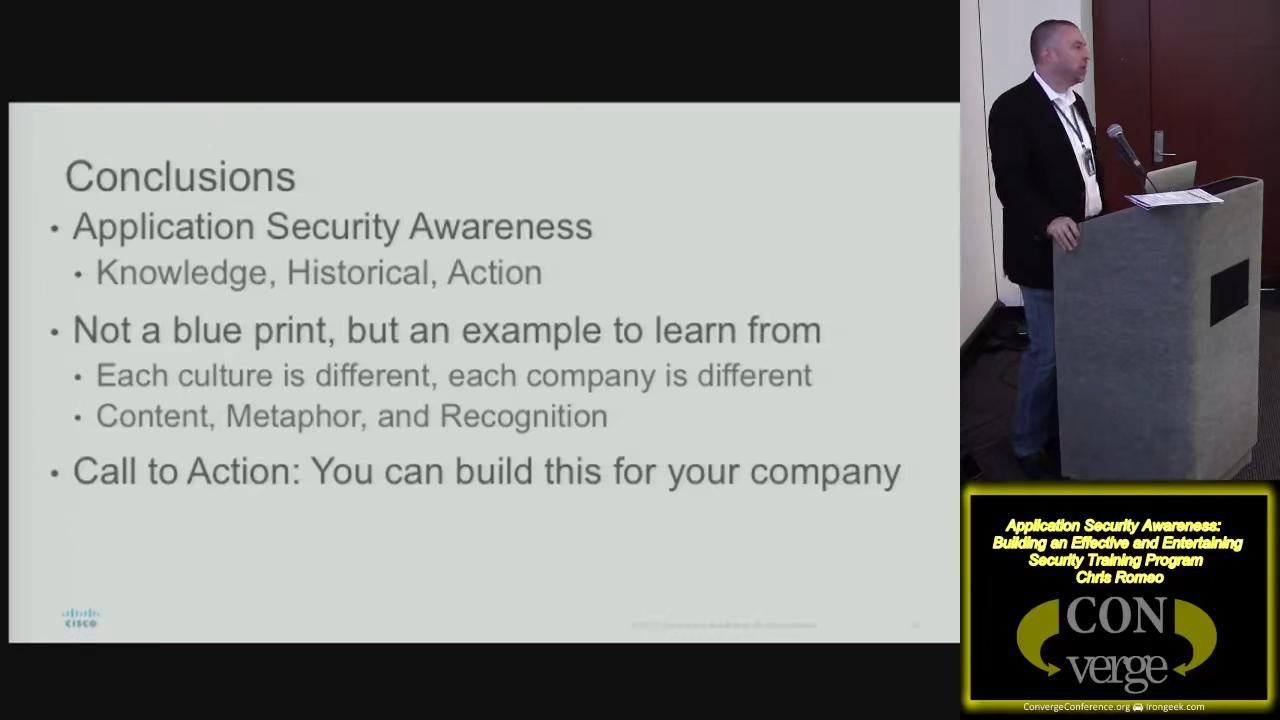 Conclusions
• Application Security Awareness
• Knowledge, Historical, Action
• Not a blue print, but an example to learn from
• Each culture is different, each company is different
• Content, Metaphor, and Recognition
• Call to Action: You can build this for your company
cisco
Application Security Awareness:
Building an Effective and Entertaining
Security Training Program
Chris Romeo
CON
verge
ConvergeConference.org Irongeek.com